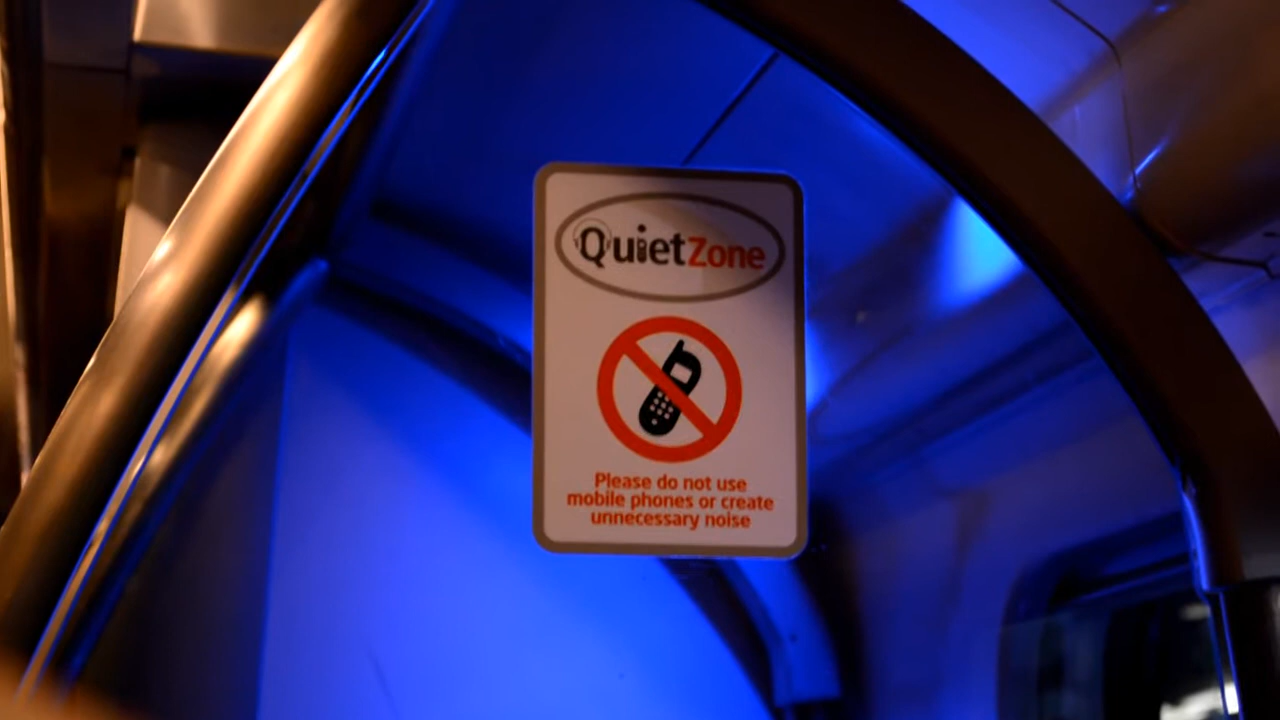 QuietZone
Please do not use
mobile phones or create
unnecessary noise